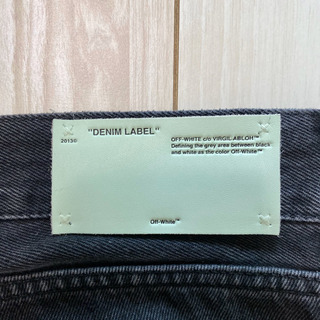 "DENIM LABEL"
2013®
OFF-WHITE c/o VIRGIL ABLOH™
Defining the grey area between black
and white as the color Off-White™
Off-White™